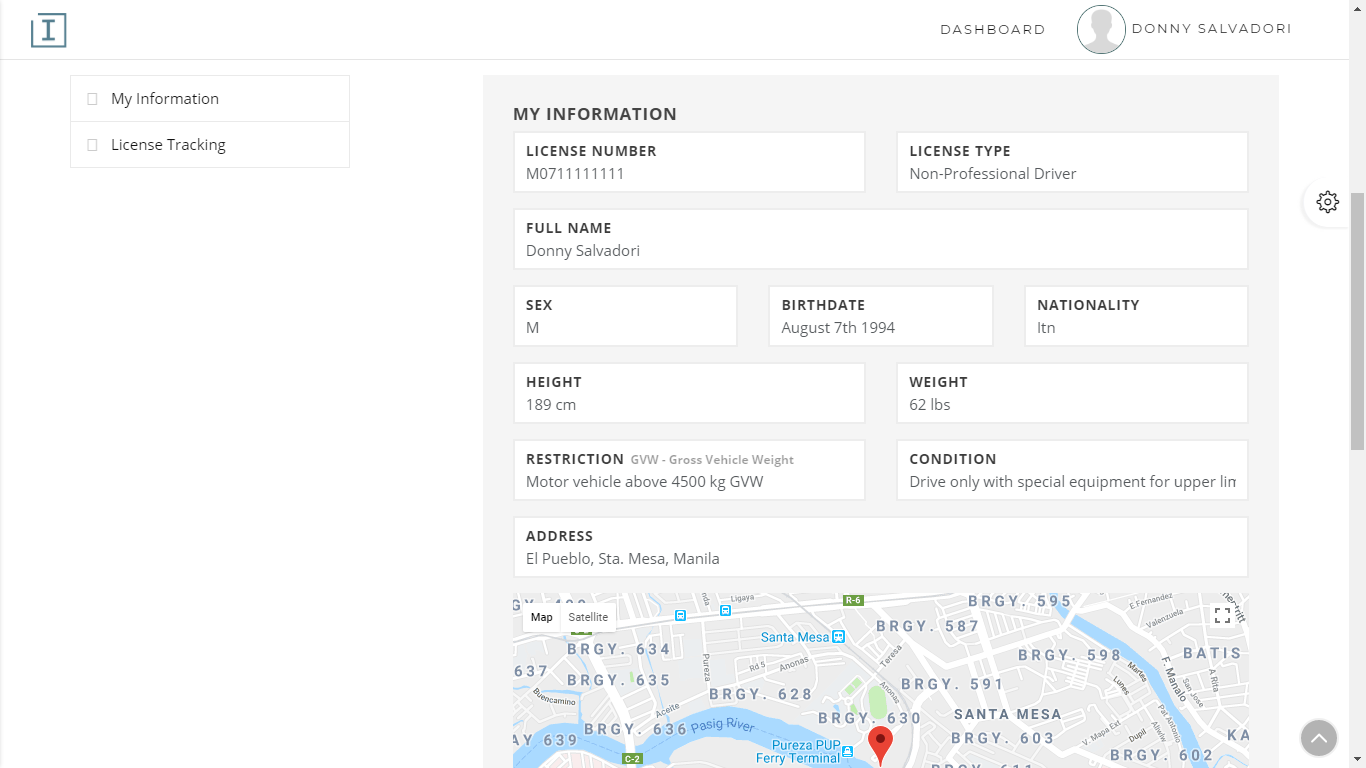 I
DASHBOARD
DONNY SALVADORI
My Information
License Tracking
MY INFORMATION
LICENSE NUMBER
M0711111111
LICENSE TYPE
Non-Professional Driver
FULL NAME
Donny Salvadori
SEX
M
BIRTHDATE
August 7th 1994
NATIONALITY
Itn
HEIGHT
189 cm
WEIGHT
62 lbs
RESTRICTION GVW - Gross Vehicle Weight
Motor vehicle above 4500 kg GVW
CONDITION
Drive only with special equipment for upper lim
ADDRESS
El Pueblo, Sta. Mesa, Manila
Map
Satellite
Ligaya
R-6
BRGY. 595
E.Fernandez
Valenzuela
BRGY. 587
Santa Mesa
BRGY. 634
Teresa
BRGY. 598
BATIS
637
BRGY. 635
Pureza
Rd 5
Anonas
Anonas
BRGY. 591
Lunes
Martes
F. Manalo
A.Rita
San Jose
Buencamino
BRGY. 628
Aceite
BRGY. 630
SANTA MESA
BRGY. 636
Pasig River
BRGY. 603
V. Mapa Ext
Dupil
Pat Antonio
KA
AY 639
Pureza PUP
Ferry Terminal
BRGY. 602
C-2